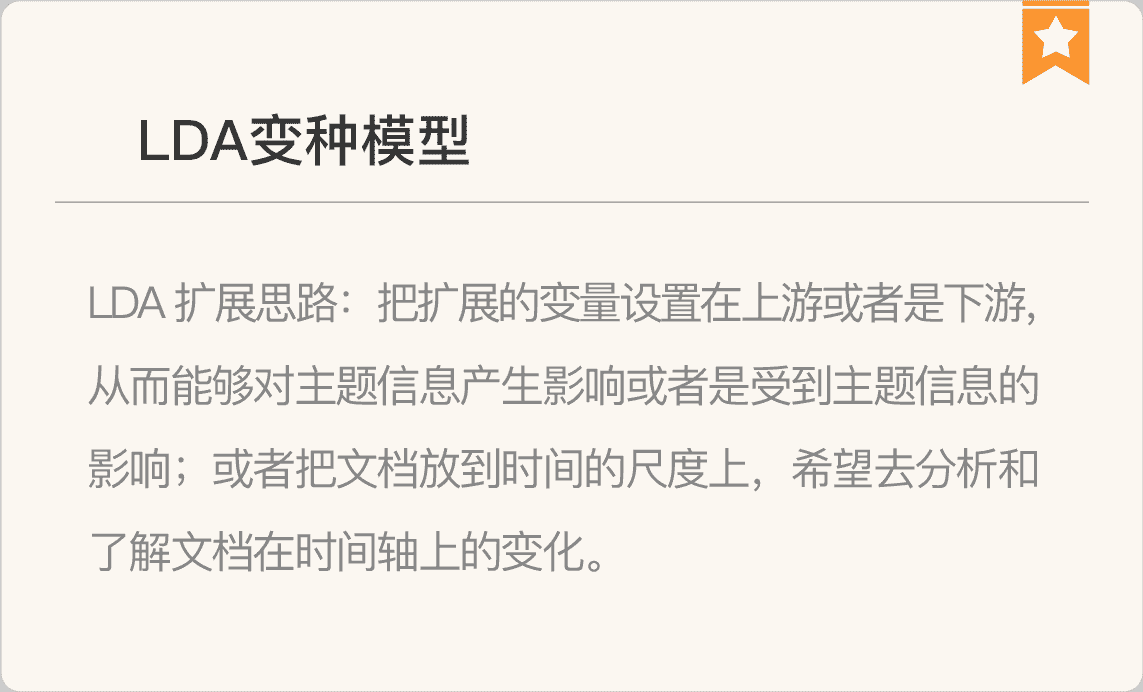 LDA变种模型
LDA 扩展思路：把扩展的变量设置在上游或者是下游,
从而能够对主题信息产生影响或者是受到主题信息的
影响；或者把文档放到时间的尺度上，希望去分析和
了解文档在时间轴上的变化。